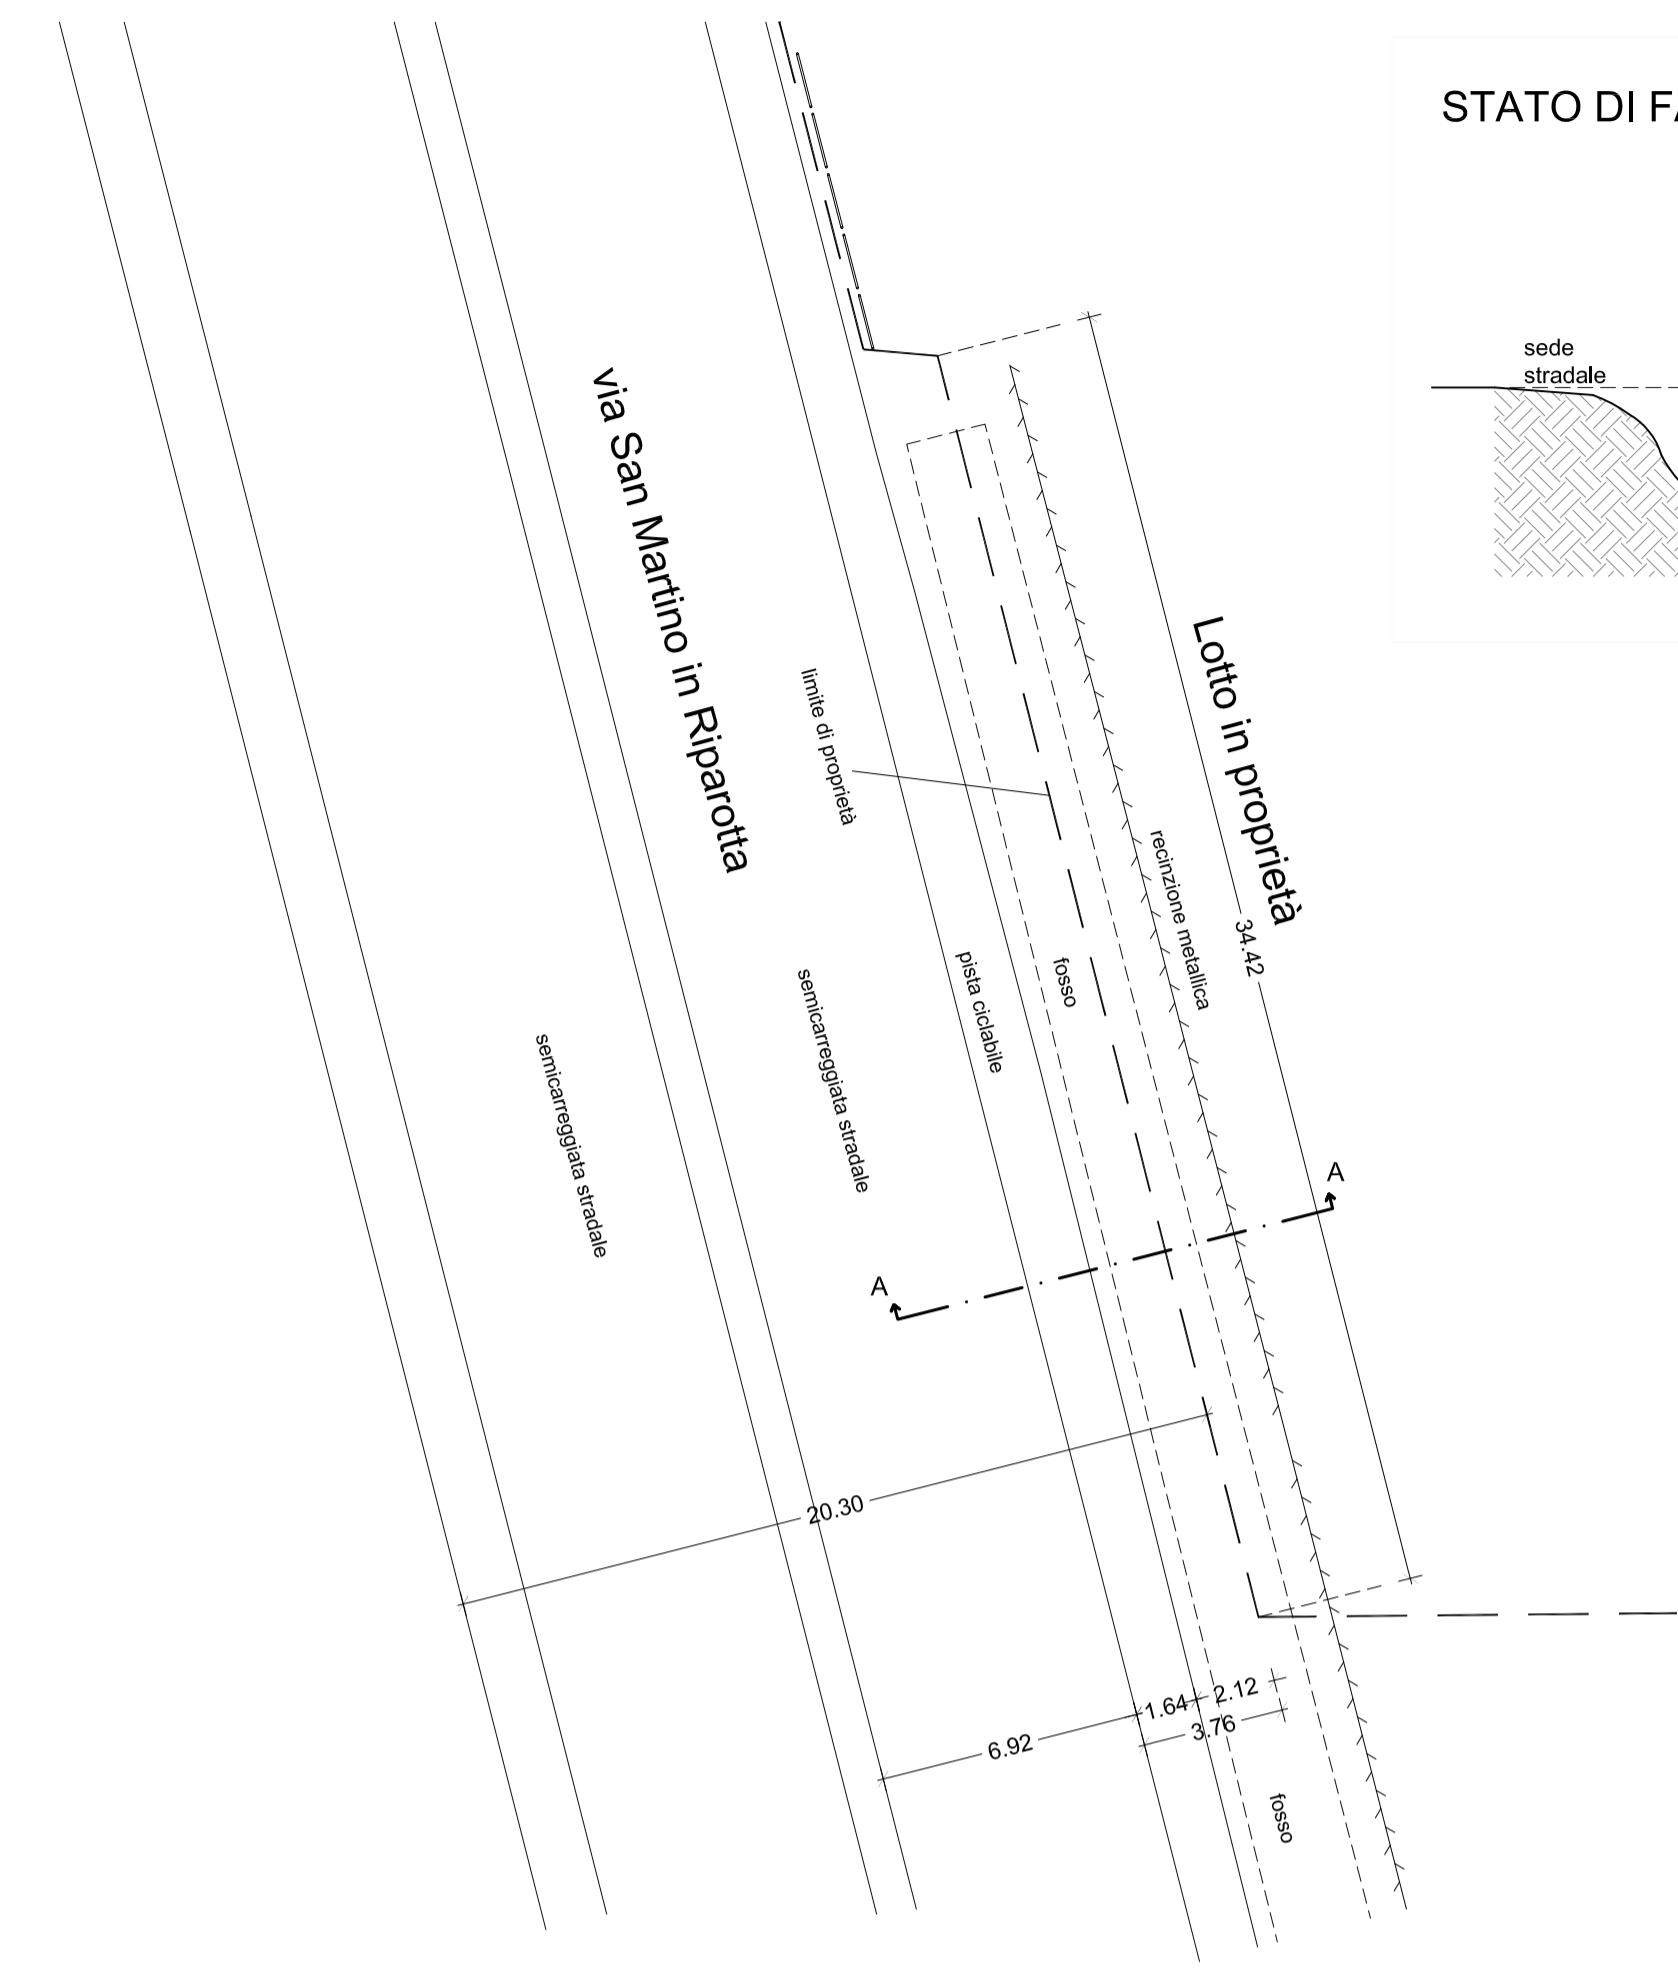 STATO DI FA
sede
stradale
via San Martino in Riparotta
Lotto in proprietà
limite di proprietà
recinzione metallica
34.42
pista ciclabile
fosso
semicarreggiata stradale
semicarreggiata stradale
A
A
20.30
1.64
2.12
3.76
6.92
fosso